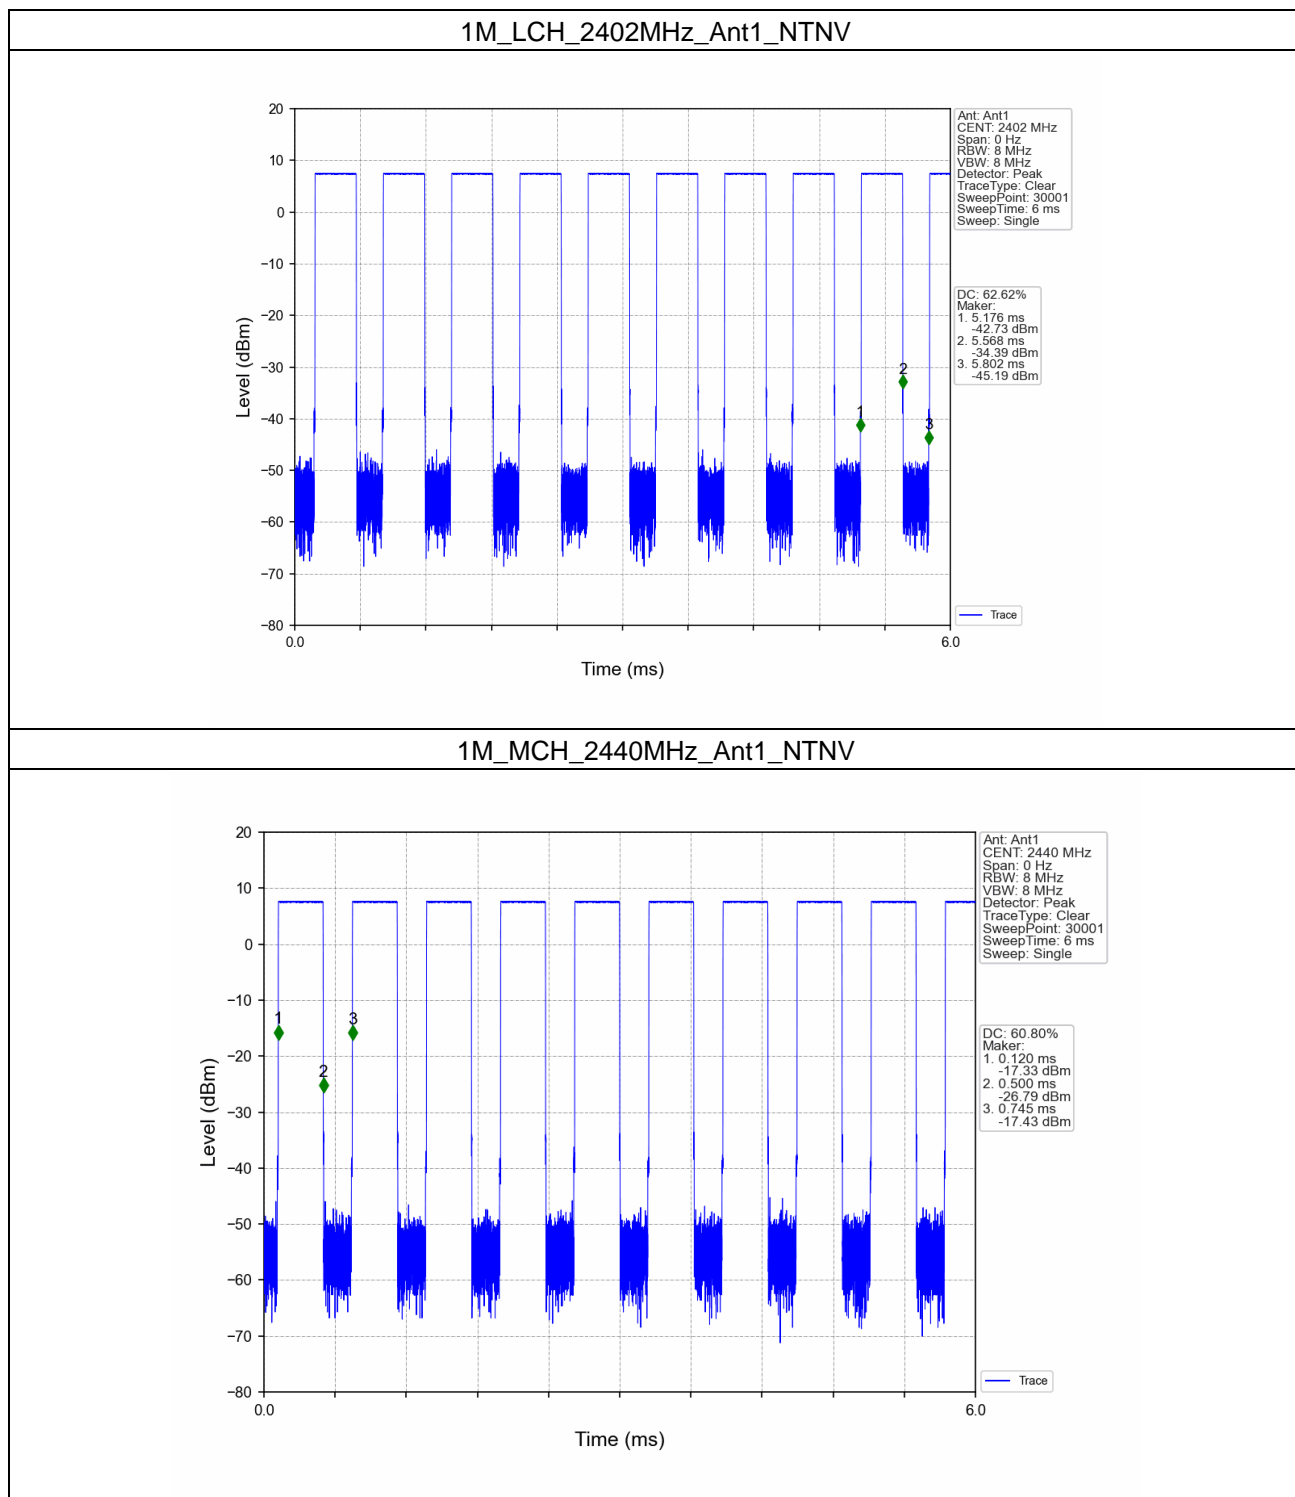 1M_LCH_2402MHz_Ant1_NTNV
20
10
0
−10
−20
−30
−40
−50
−60
−70
−80
Level (dBm)
0.0
6.0
Time (ms)
1
2
3
Ant: Ant1
CENT: 2402 MHz
Span: 0 Hz
RBW: 8 MHz
VBW: 8 MHz
Detector: Peak
TraceType: Clear
SweepPoint: 30001
SweepTime: 6 ms
Sweep: Single
DC: 62.62%
Maker:
1. 5.176 ms
-42.73 dBm
2. 5.568 ms
-34.39 dBm
3. 5.802 ms
-45.19 dBm
Trace
1M_MCH_2440MHz_Ant1_NTNV
20
10
0
−10
−20
−30
−40
−50
−60
−70
−80
Level (dBm)
0.0
6.0
Time (ms)
1
2
3
Ant: Ant1
CENT: 2440 MHz
Span: 0 Hz
RBW: 8 MHz
VBW: 8 MHz
Detector: Peak
TraceType: Clear
SweepPoint: 30001
SweepTime: 6 ms
Sweep: Single
DC: 60.80%
Maker:
1. 0.120 ms
-17.33 dBm
2. 0.500 ms
-26.79 dBm
3. 0.745 ms
-17.43 dBm
Trace